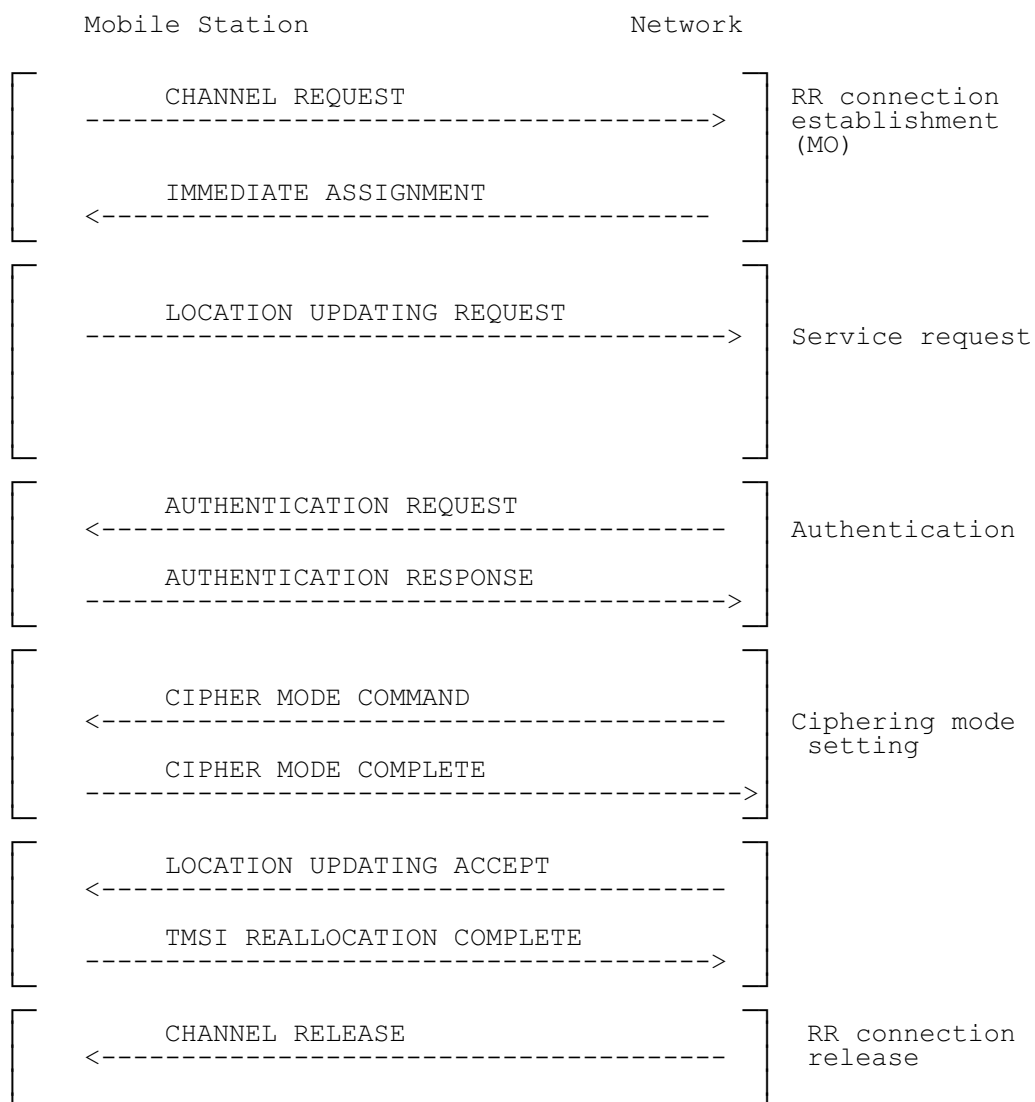 Mobile Station Network
CHANNEL REQUEST RR connection
establishment
(MO)
IMMEDIATE ASSIGNMENT
LOCATION UPDATING REQUEST
Service request
AUTHENTICATION REQUEST
Authentication
AUTHENTICATION RESPONSE
CIPHER MODE COMMAND
Ciphering mode
setting
CIPHER MODE COMPLETE
LOCATION UPDATING ACCEPT
TMSI REALLOCATION COMPLETE
CHANNEL RELEASE RR connection
release